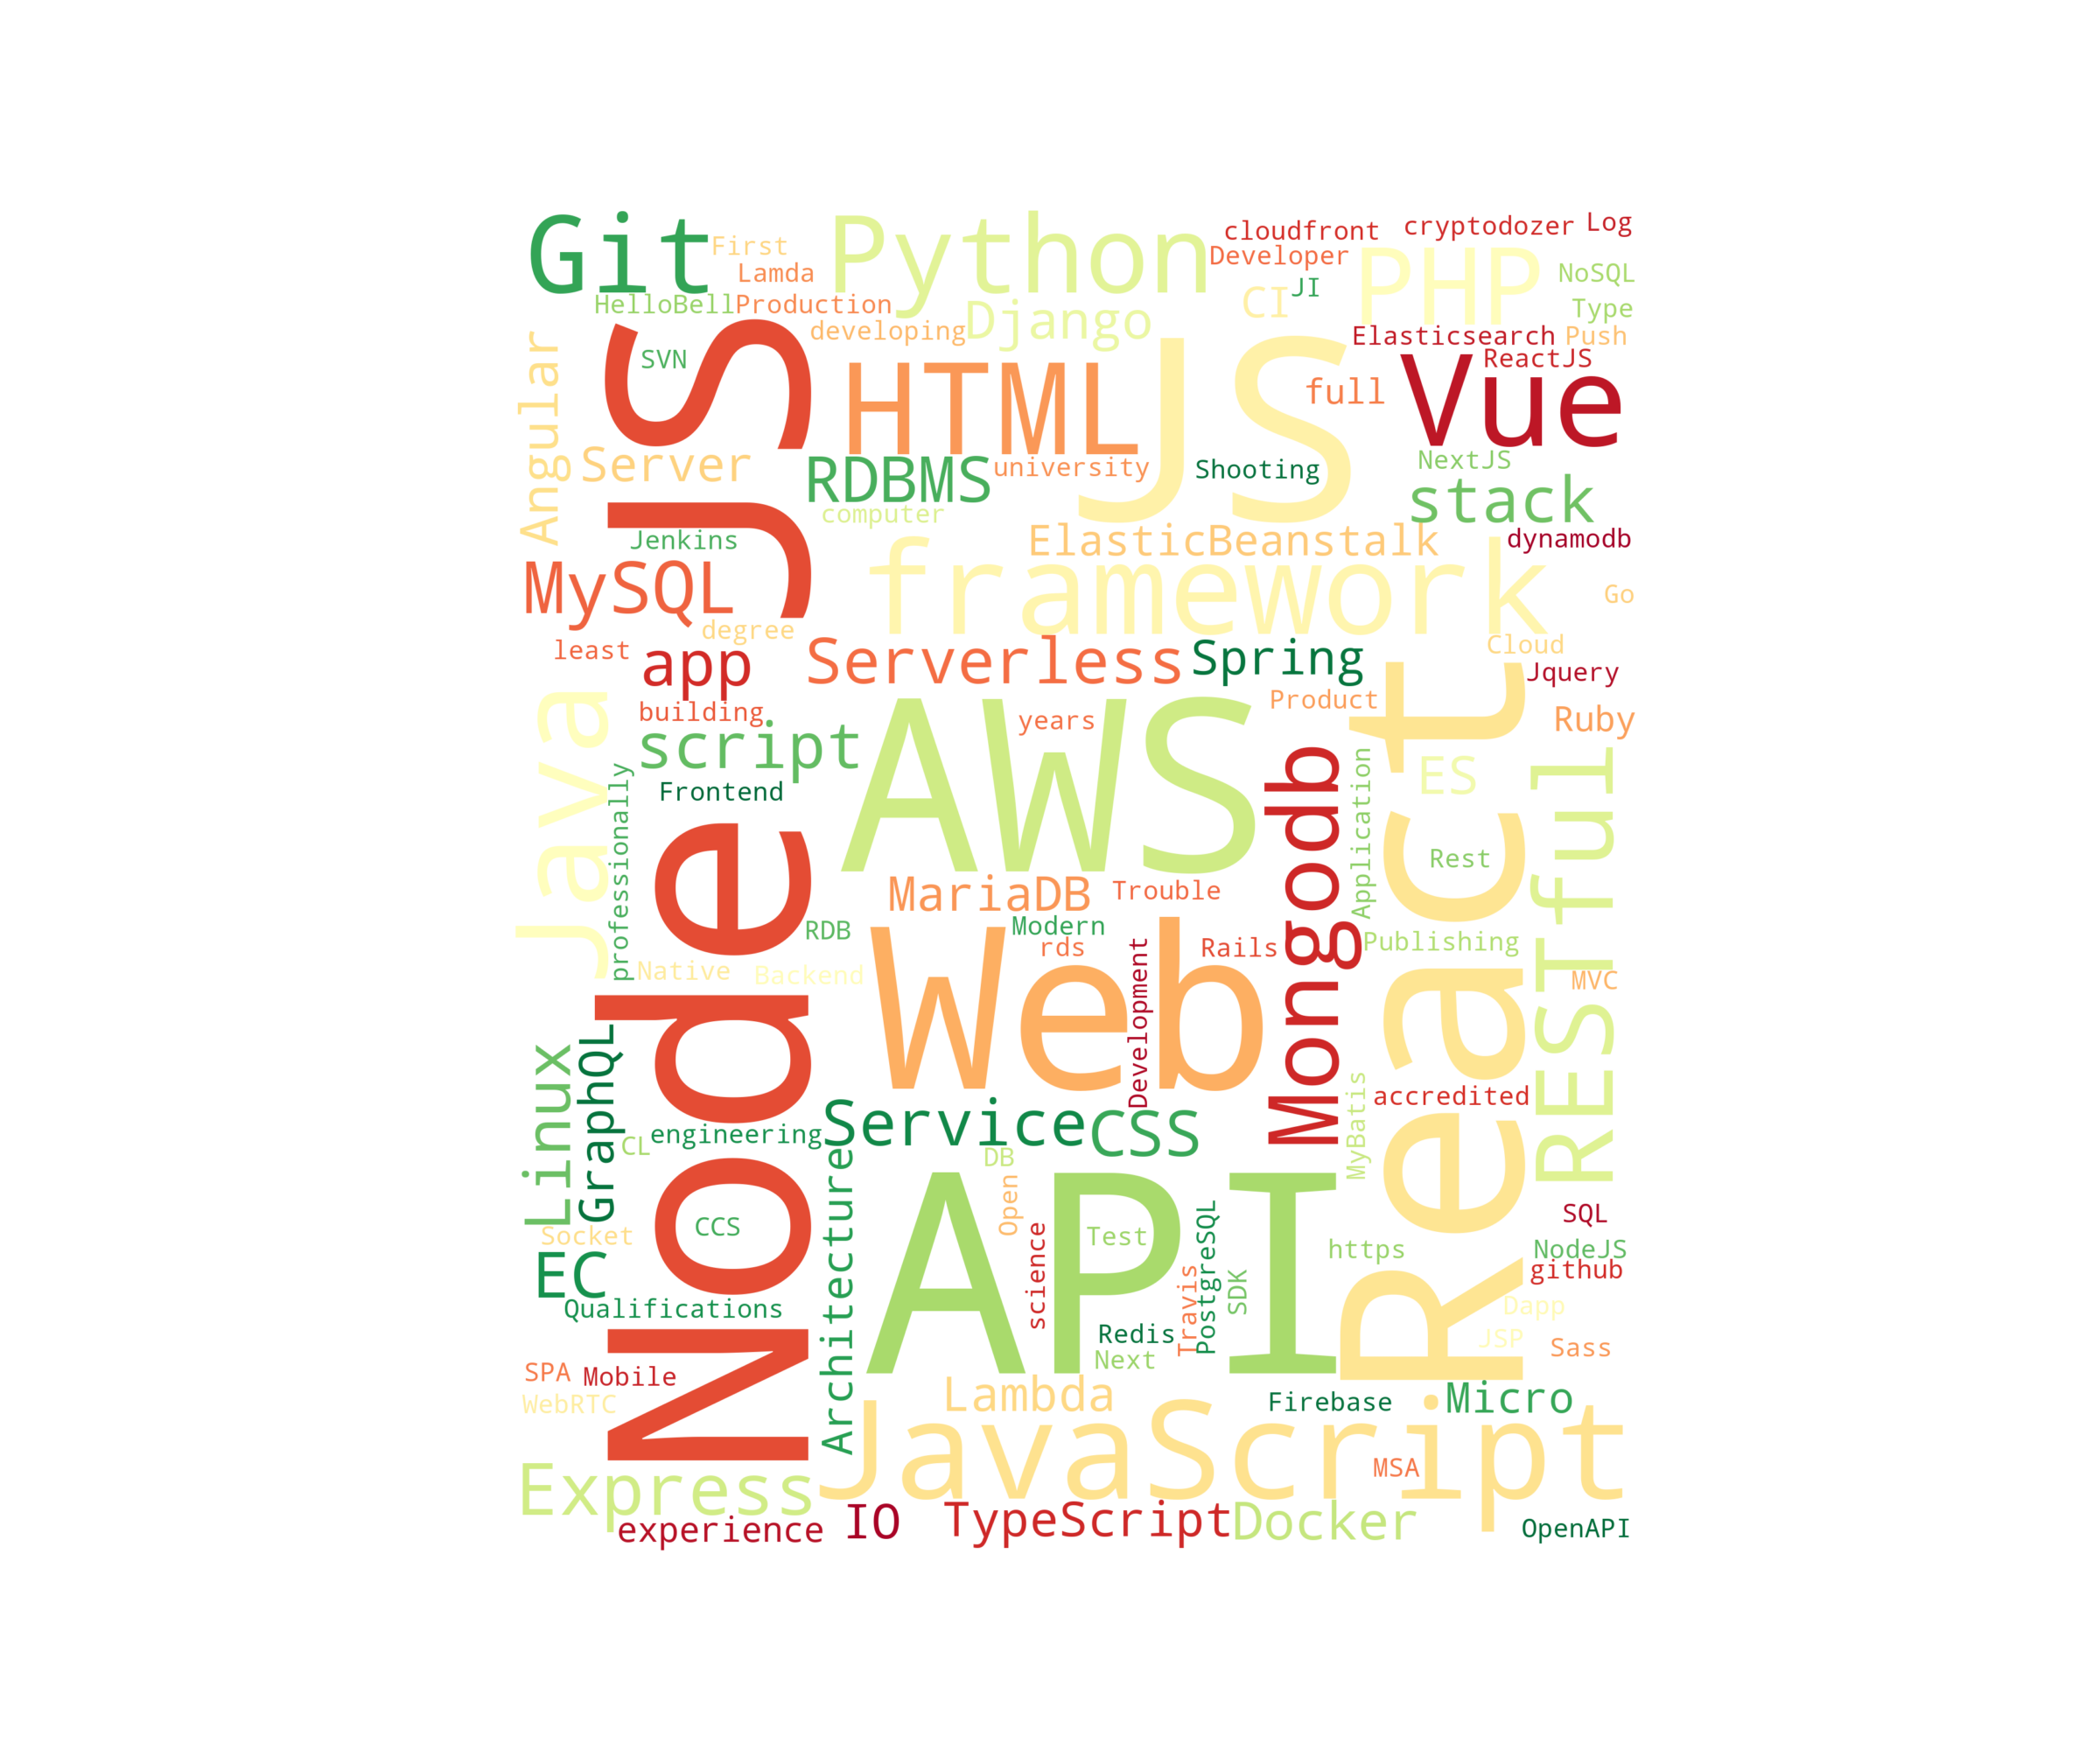 Git
First
Python
cloudfront
cryptodozer
Log
Developer
Lamda
PHP
NoSQL
HelloBell
Production
CI
JI
Type
developing
Django
Elasticsearch
Push
Angular
SVN
Node JS
HTML
JS
full
Vue
ReactJS
Server
RDBMS
university
Shooting
NextJS
stack
computer
Jenkins
ElasticBeanstalk
dynamodb
MySQL
framework
Go
degree
least
app
Serverless
Spring
Cloud
Jquery
building
Product
Java
script
AWS
years
React
Ruby
professionally
Frontend
Mongodb
Application
ES
RESTful
Rest
MariaDB
Trouble
RDB
Modern
rds
Web
Development
Rails
Publishing
Native
Backend
MVC
Linux
GraphQL
MyBatis
accredited
CL
engineering
Service
CSS
DB
Architecture
Open
API
SQL
Socket
CCS
science
Test
PostgreSQL
https
NodeJS
EC
Travis
SDK
github
Qualifications
Dapp
Redis
JSP
Next
Sass
SPA
Mobile
Lambda
Firebase
Micro
WebRTC
JavaScript
MSA
Express
experience
IO
TypeScript
Docker
OpenAPI